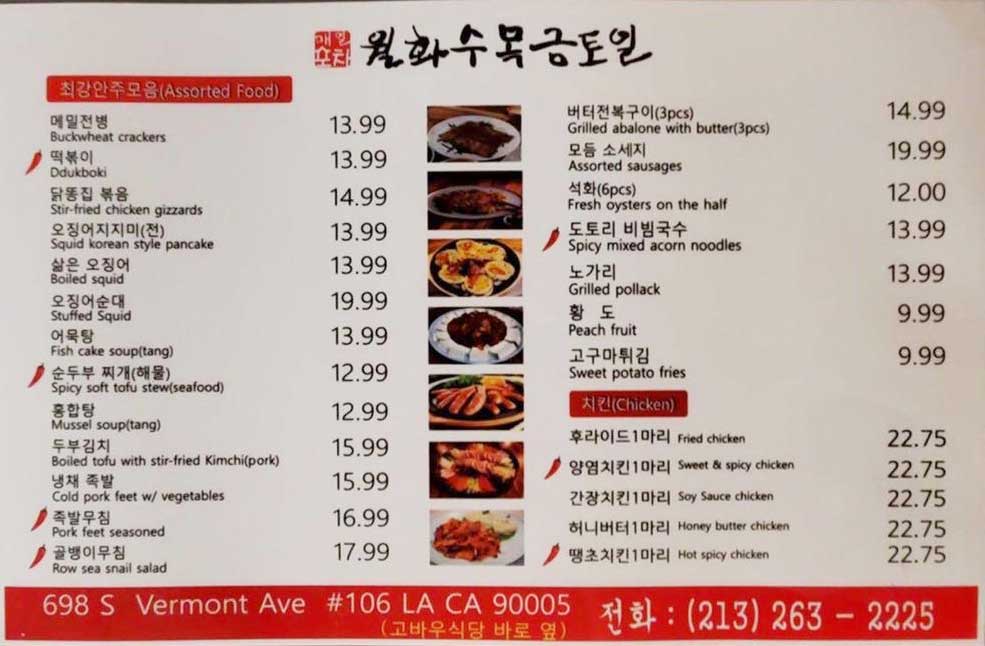 매일
포차
월화수목금토일
최강안주모음(Assorted Food)
메밀전병 13.99
Buckwheat crackers
떡볶이 13.99
Ddukboki
닭똥집 볶음 14.99
Stir-fried chicken gizzards
오징어지지미(전) 13.99
Squid korean style pancake
삶은 오징어 13.99
Boiled squid
오징어순대 19.99
Stuffed Squid
어묵탕 13.99
Fish cake soup(tang)
순두부 찌개(해물) 12.99
Spicy soft tofu stew(seafood)
홍합탕 12.99
Mussel soup(tang)
두부김치 15.99
Boiled tofu with stir-fried Kimchi(pork)
냉채 족발 15.99
Cold pork feet w/ vegetables
족발무침 16.99
Pork feet seasoned
골뱅이무침 17.99
Row sea snail salad
버터전복구이(3pcs) 14.99
Grilled abalone with butter(3pcs)
모듬 소세지 19.99
Assorted sausages
석화(6pcs) 12.00
Fresh oysters on the half
도토리 비빔국수 13.99
Spicy mixed acorn noodles
노가리 13.99
Grilled pollack
황 도 9.99
Peach fruit
고구마튀김 9.99
Sweet potato fries
치킨(Chicken)
후라이드1마리 Fried chicken 22.75
양염치킨1마리 Sweet & spicy chicken 22.75
간장치킨1마리 Soy Sauce chicken 22.75
허니버터1마리 Honey butter chicken 22.75
땡초치킨1마리 Hot spicy chicken 22.75
698 S Vermont Ave #106 LA CA 90005
(고바우식당 바로 옆)
전화 : (213) 263 - 2225